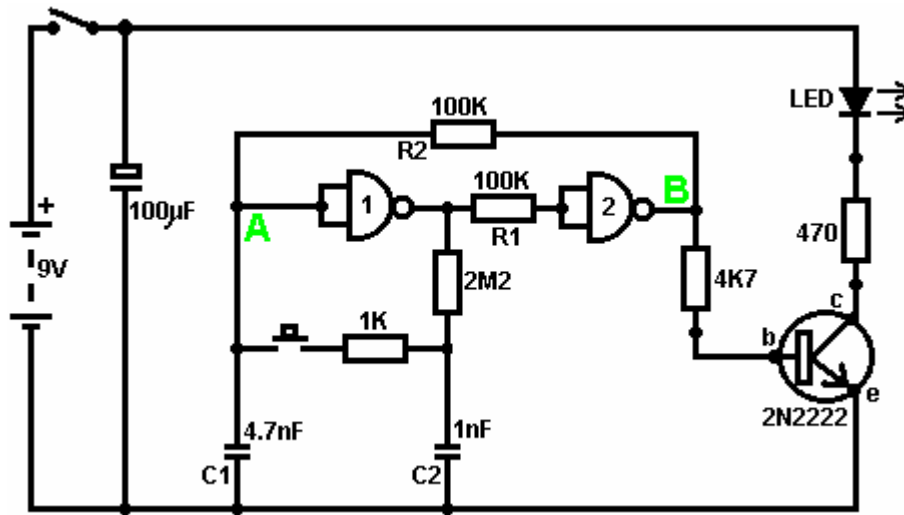 LED
100K
R2
A
1
100K
R1
2
B
+
9V
100µF
2M2
4K7
470
1K
c
b
e
2N2222
4.7nF
C1
1nF
C2